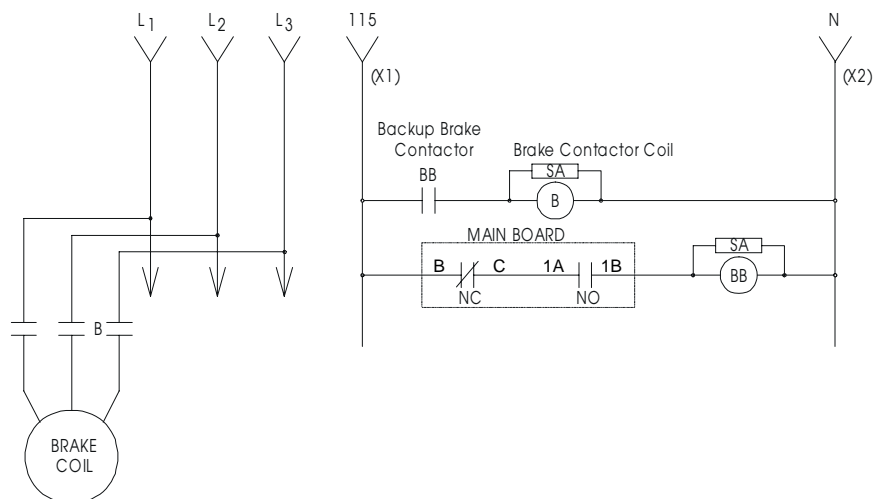 L1 L2 L3 115 N
(X1) (X2)
Backup Brake
Contactor
Brake Contactor Coil
BB
SA
B
MAIN BOARD
B C 1A 1B
NC NO
SA
BB
B
BRAKE
COIL